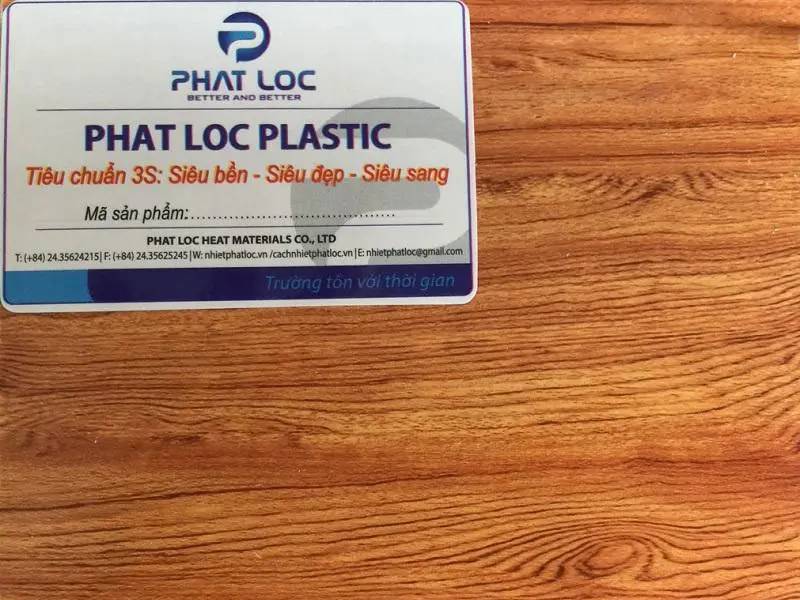 PHAT LOC
BETTER AND BETTER
PHAT LOC PLASTIC
Tiêu chuẩn 3S: Siêu bền - Siêu đẹp - Siêu sang
Mã sản phẩm:........................................
PHAT LOC HEAT MATERIALS CO., LTD
T: (+84) 24.35624215| F: (+84) 24.35625245 |W: nhietphatloc.vn /cachnhietphatloc.vn | E: nhietphatloc@gmail.com
Trường tồn với thời gian